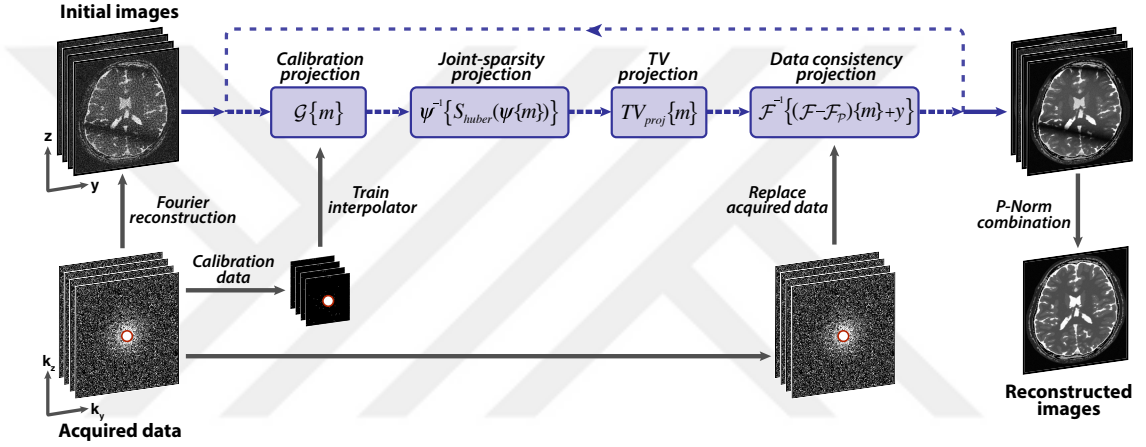 Initial images
z
y
Calibration
projection
G{m}
Joint-sparsity
projection
ψ⁻¹{S_huber(ψ{m})}
TV
projection
TV_proj{m}
Data consistency
projection
F⁻¹{(F−F_P){m}+y}
Fourier
reconstruction
Train
interpolator
Replace
acquired data
P-Norm
combination
Calibration
data
k_z
k_y
Acquired data
Reconstructed
images